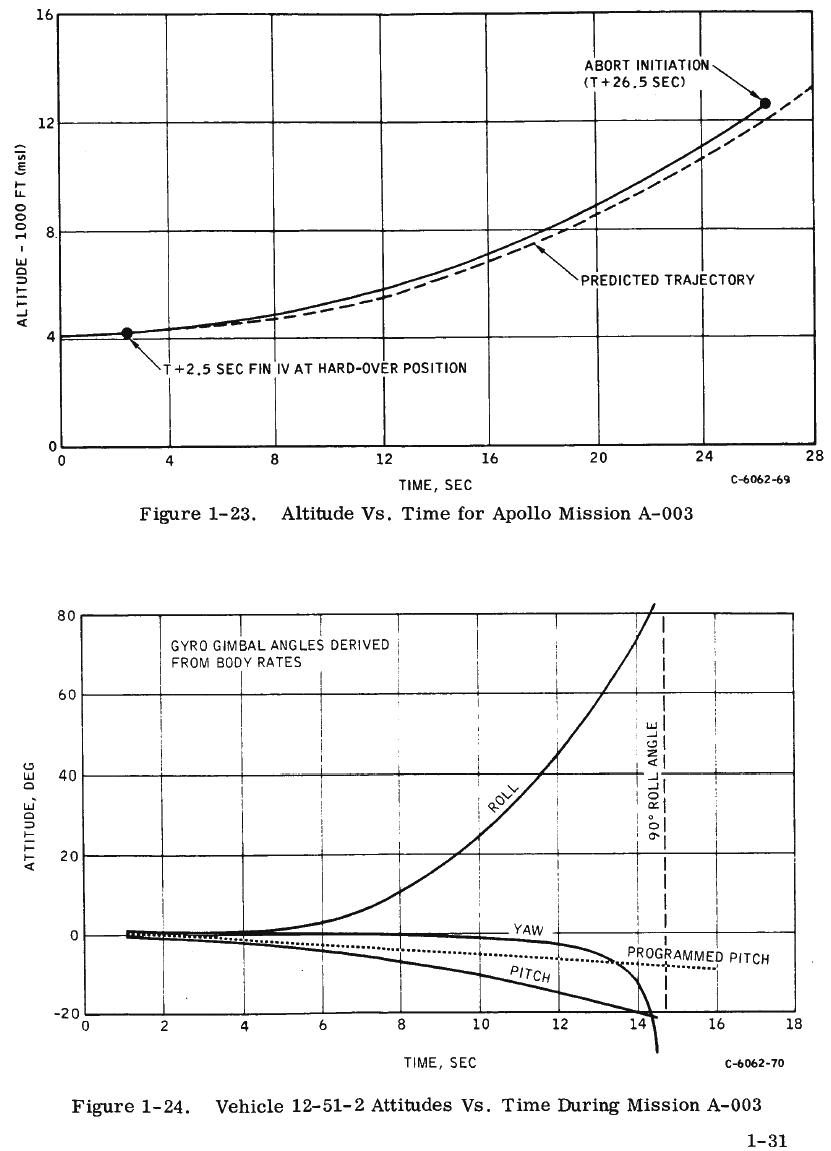 16
12
8
4
0
ALTITUDE - 1000 FT (msl)
ABORT INITIATION
(T+26.5 SEC)
PREDICTED TRAJECTORY
T+2.5 SEC FIN IV AT HARD-OVER POSITION
0 4 8 12 16 20 24 28
TIME, SEC
C-6062-69
Figure 1-23. Altitude Vs. Time for Apollo Mission A-003
80
60
40
20
0
-20
ATTITUDE, DEG
GYRO GIMBAL ANGLES DERIVED
FROM BODY RATES
ROLL
90° ROLL ANGLE
YAW
PROGRAMMED PITCH
PITCH
0 2 4 6 8 10 12 14 16 18
TIME, SEC
C-6062-70
Figure 1-24. Vehicle 12-51-2 Attitudes Vs. Time During Mission A-003
1-31